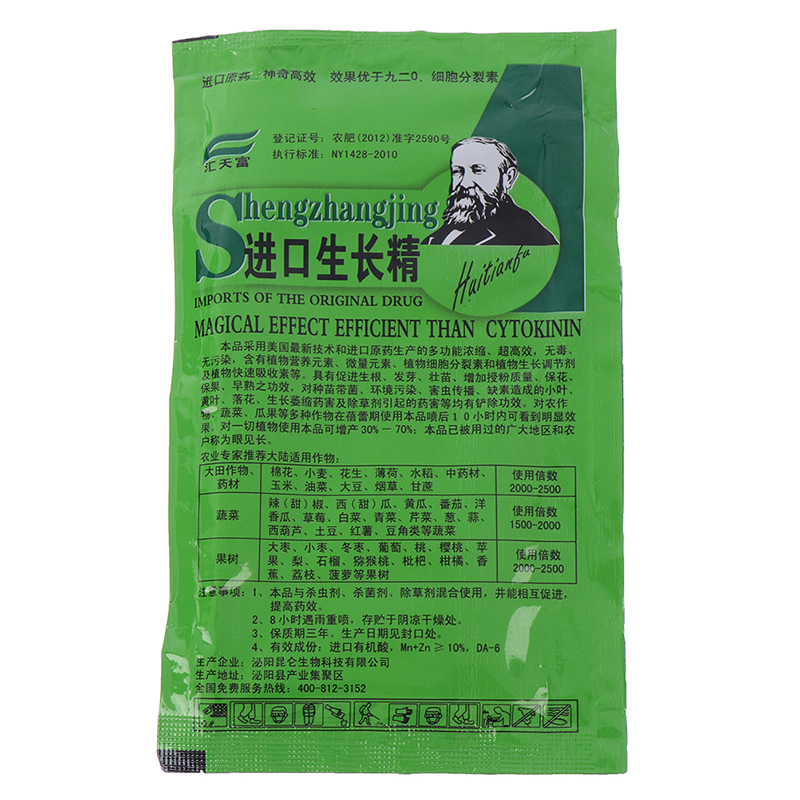 进口原药 神奇高效 效果优于九二0、细胞分裂素
汇天富
登记证号：农肥(2012)准字2590号
执行标准：NY1428-2010
Shengzhangjing
进口生长精
Huitianfu
IMPORTS OF THE ORIGINAL DRUG
MAGICAL EFFECT EFFICIENT THAN CYTOKININ
本品采用美国最新技术和进口原药生产的多功能浓缩、超高效，无毒、
无污染，含有植物营养元素、微量元素、植物细胞分裂素和植物生长调节剂
及植物快速吸收素等。具有促进生根、发芽、壮苗、增加授粉质量、保花、
保果、早熟之功效，对种苗带菌、环境污染、害虫传播、缺素造成的小叶、
黄叶、落花、生长萎缩药害及除草剂引起的药害等均有铲除功效。对农作
物、蔬菜、瓜果等多种作物在蓓蕾期使用本品喷后10小时内可看到明显效
果。对一切植物使用本品可增产30%－70%；本品已被用过的广大地区和农
户称为眼见长。
农业专家推荐大陆适用作物：
大田作物、药材
棉花、小麦、花生、薄荷、水稻、中药材、
玉米、油菜、大豆、烟草、甘蔗
使用倍数
2000-2500
蔬菜
辣(甜)椒、西(甜)瓜、黄瓜、番茄、洋
香瓜、草莓、白菜、青菜、芹菜、葱、蒜、
西葫芦、土豆、红薯、豆角类等蔬菜
使用倍数
1500-2000
果树
大枣、小枣、冬枣、葡萄、桃、樱桃、苹
果、梨、石榴、猕猴桃、枇杷、柑橘、香
蕉、荔枝、菠萝等果树
使用倍数
2000-2500
注意事项：1、本品与杀虫剂、杀菌剂、除草剂混合使用，并能相互促进，
提高药效。
2、8小时遇雨重喷，存贮于阴凉干燥处。
3、保质期三年。生产日期见封口处。
4、有效成份：进口有机酸，Mn+Zn≥10%，DA-6
生产企业：泌阳昆仑生物科技有限公司
生产地址：泌阳县产业集聚区
全国免费服务热线：400-812-3152